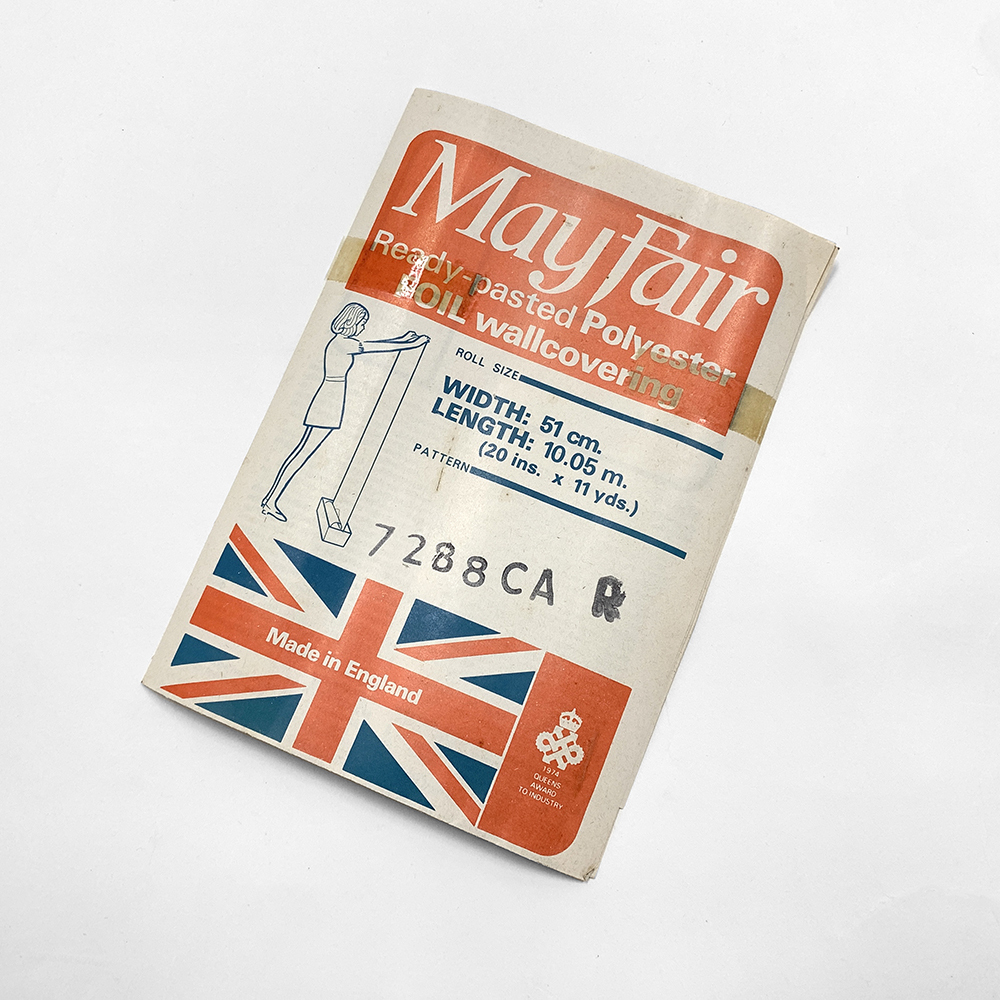 Mayfair
Ready-pasted Polyester
FOIL wallcovering
ROLL SIZE
WIDTH: 51 cm.
LENGTH: 10.05 m.
(20 ins. x 11 yds.)
PATTERN
7288CA R
Made in England
1974
QUEENS
AWARD
TO INDUSTRY